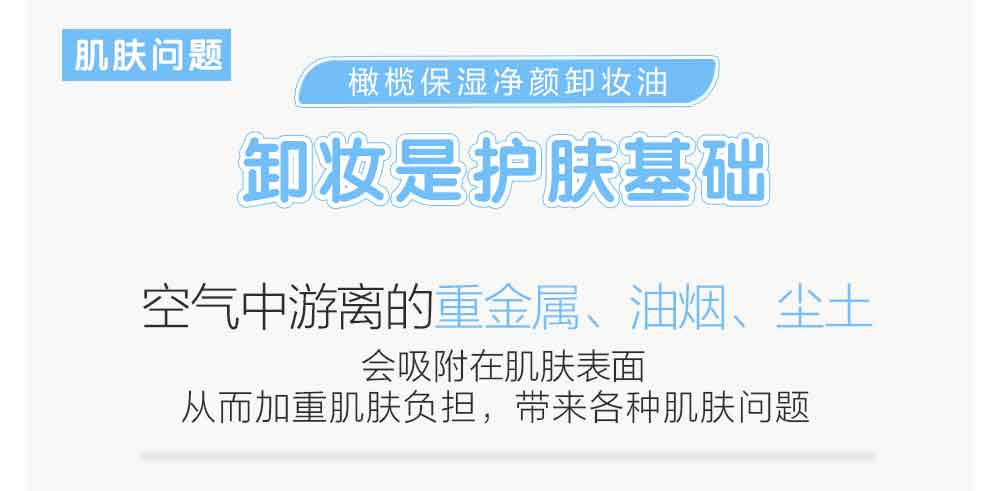 肌肤问题
橄榄保湿净颜卸妆油
卸妆是护肤基础
空气中游离的重金属、油烟、尘土
会吸附在肌肤表面
从而加重肌肤负担，带来各种肌肤问题